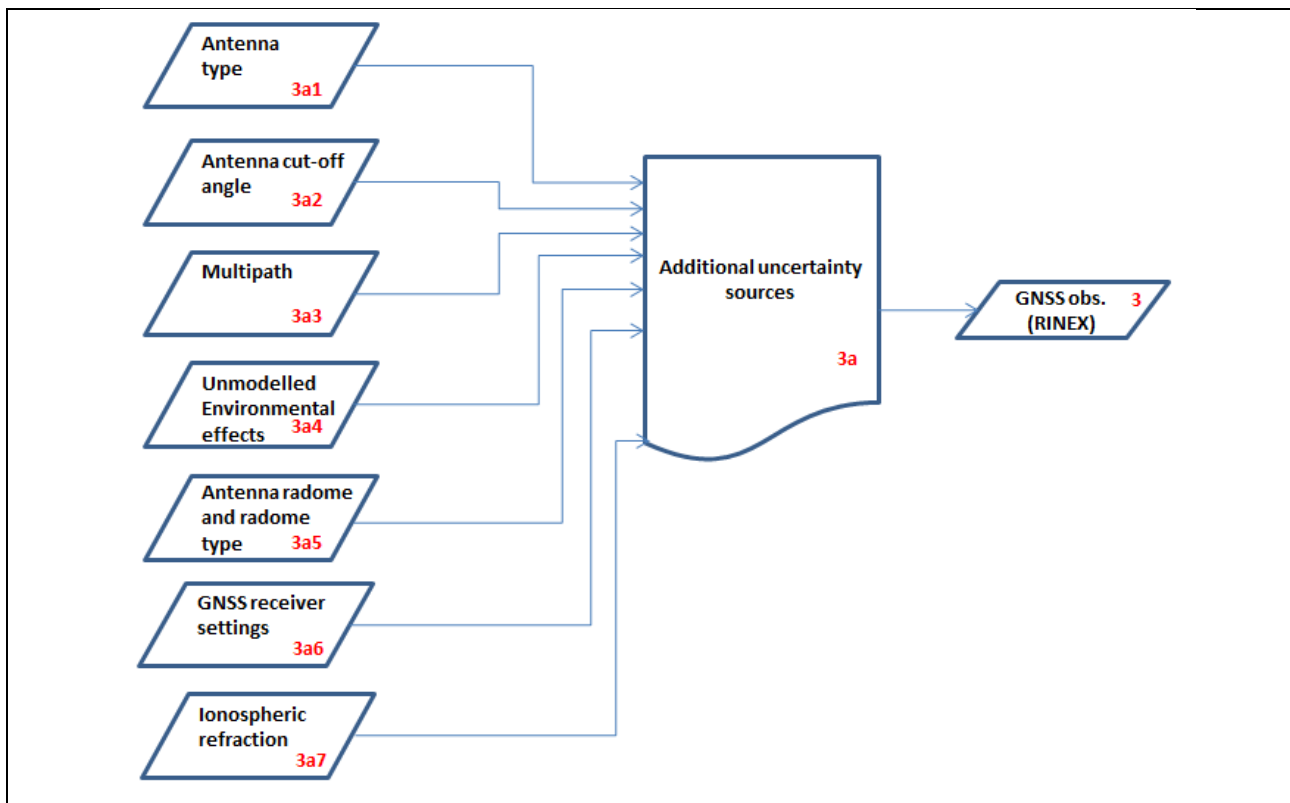 Antenna
type
3a1
Antenna cut-off
angle
3a2
Multipath
3a3
Unmodelled
Environmental
effects 3a4
Antenna radome
and radome
type 3a5
GNSS receiver
settings
3a6
Ionospheric
refraction
3a7
Additional uncertainty
sources
3a
GNSS obs. 3
(RINEX)